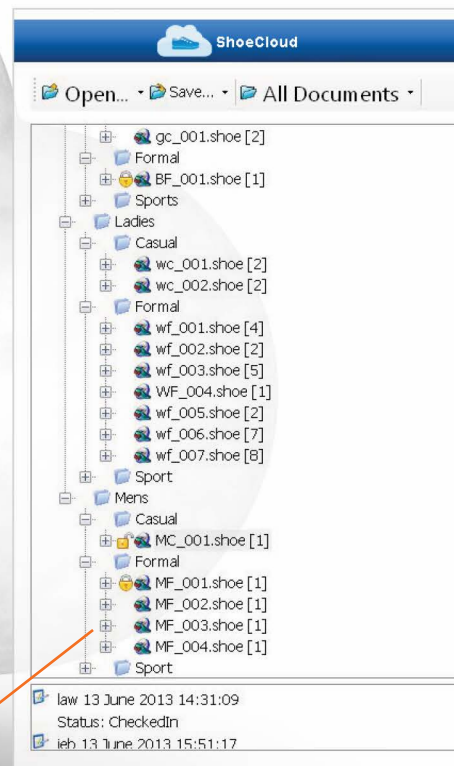 ShoeCloud
Open... Save... All Documents
gc_001.shoe [2]
Formal
BF_001.shoe [1]
Sports
Ladies
Casual
wc_001.shoe [2]
wc_002.shoe [2]
Formal
wf_001.shoe [4]
wf_002.shoe [2]
wf_003.shoe [5]
WF_004.shoe [1]
wf_005.shoe [2]
wf_006.shoe [7]
wf_007.shoe [8]
Sport
Mens
Casual
MC_001.shoe [1]
Formal
MF_001.shoe [1]
MF_002.shoe [1]
MF_003.shoe [1]
MF_004.shoe [1]
Sport
law 13 June 2013 14:31:09
Status: CheckedIn
ieb 13 June 2013 15:51:17